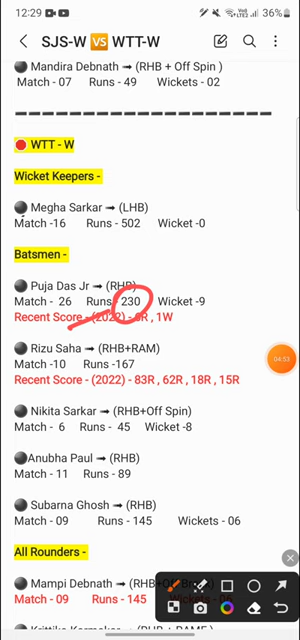 12:29 36%
SJS-W 🆚 WTT-W
Mandira Debnath ➞ (RHB + Off Spin )
Match - 07 Runs - 49 Wickets - 02
WTT - W
Wicket Keepers -
Megha Sarkar ➞ (LHB)
Match -16 Runs - 502 Wicket -0
Batsmen -
Puja Das Jr ➞ (RHB)
Match - 26 Runs- 230 Wicket -9
Recent Score - (2022) - 6R , 1W
Rizu Saha ➞ (RHB+RAM)
Match -10 Runs -167
Recent Score - (2022) - 83R, 62R , 18R , 15R
04:53
Nikita Sarkar ➞ (RHB+Off Spin)
Match - 6 Runs - 45 Wicket -8
Anubha Paul ➞ (RHB)
Match - 11 Runs - 89
Subarna Ghosh ➞ (RHB)
Match - 09 Runs - 145 Wickets - 06
All Rounders -
Mampi Debnath ➞ (RHB+
Match - 09 Runs - 145 Wickets - 06